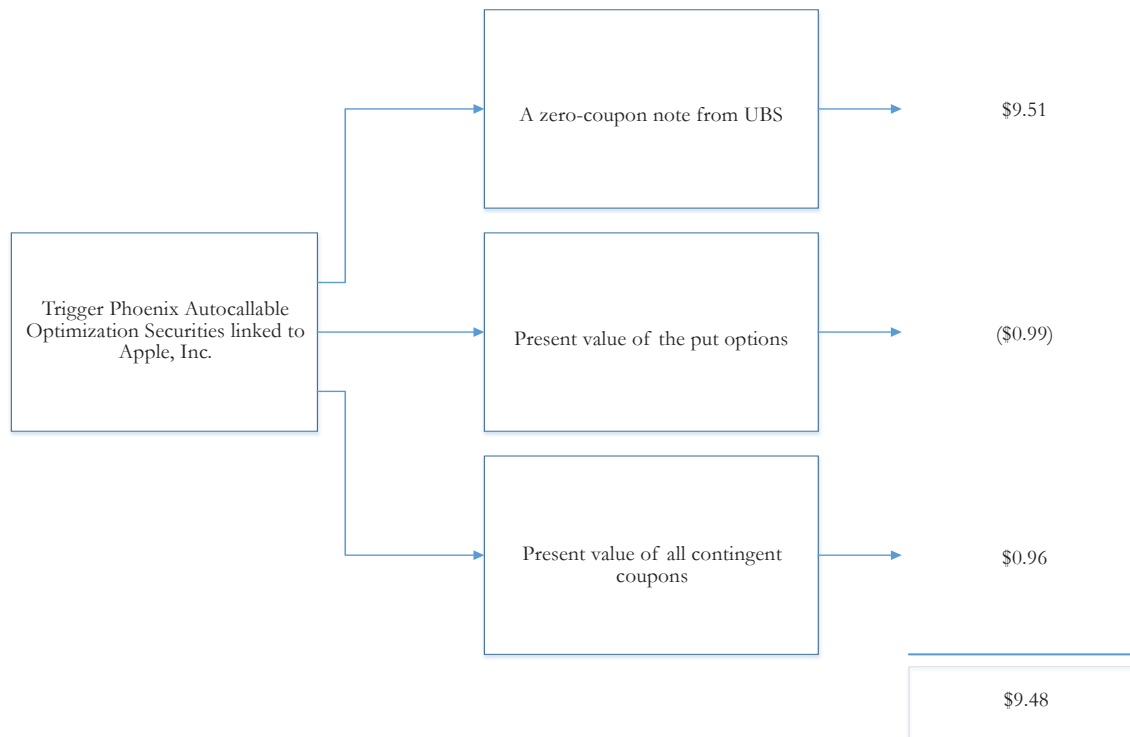 A zero-coupon note from UBS
$9.51
Trigger Phoenix Autocallable
Optimization Securities linked to
Apple, Inc.
Present value of the put options
($0.99)
Present value of all contingent
coupons
$0.96
$9.48